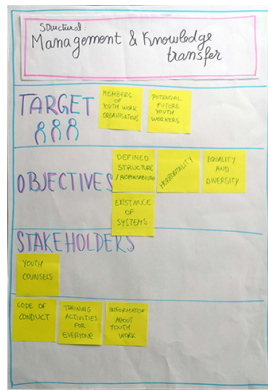 Structural:
Management & Knowledge
transfer
TARGET
MEMBERS
OF
YOUTH WORK
ORGANISATIONS
POTENTIAL
FUTURE
YOUTH
WORKERS
OBJECTIVES
DEFINED
STRUCTURE
HORIZONTALITY
EQUALITY
AND
DIVERSITY
EXISTANCE
OF
SYSTEMS
STAKEHOLDERS
YOUTH
COUNSELS
CODE OF
CONDUCT
TRAINING
ACTIVITIES
FOR
EVERYONE
INFORMATION
ABOUT
YOUTH
WORK